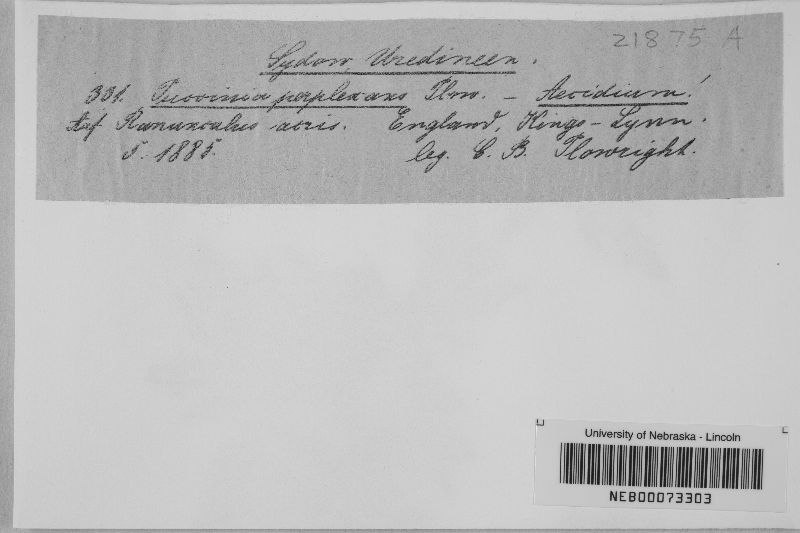 21875 A
Sydow, Uredineen.
331. Puccinia perplexans Plow. – Aecidium!
Auf Ranunculus acris. England, Kings-Lynn.
5. 1885. leg. C. B. Plowright.
University of Nebraska - Lincoln
NEB00073303